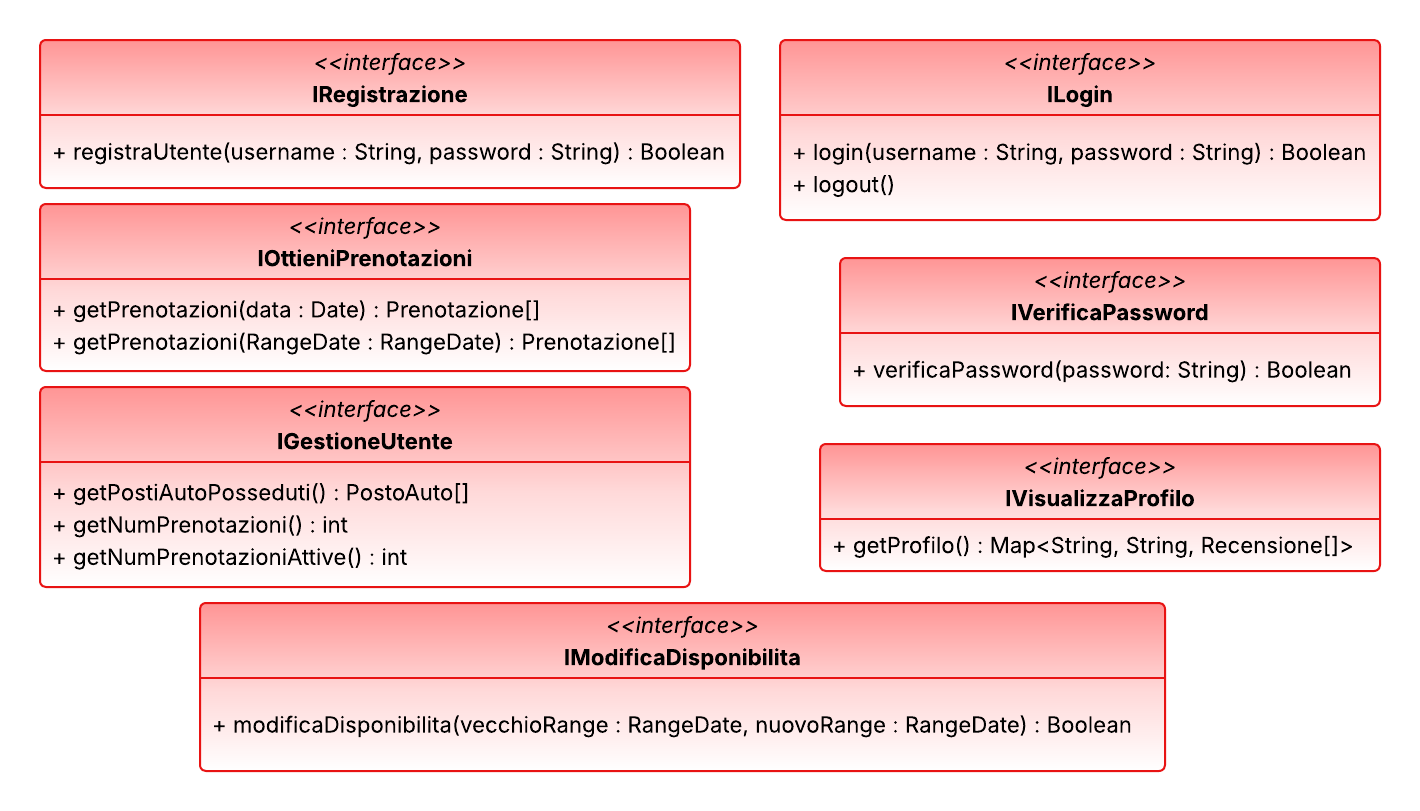 <<interface>>
IRegistrazione
+ registraUtente(username : String, password : String) : Boolean
<<interface>>
ILogin
+ login(username : String, password : String) : Boolean
+ logout()
<<interface>>
IOttieniPrenotazioni
+ getPrenotazioni(data : Date) : Prenotazione[]
+ getPrenotazioni(RangeDate : RangeDate) : Prenotazione[]
<<interface>>
IVerificaPassword
+ verificaPassword(password: String) : Boolean
<<interface>>
IGestioneUtente
+ getPostiAutoPosseduti() : PostoAuto[]
+ getNumPrenotazioni() : int
+ getNumPrenotazioniAttive() : int
<<interface>>
IVisualizzaProfilo
+ getProfilo() : Map<String, String, Recensione[]>
<<interface>>
IModificaDisponibilita
+ modificaDisponibilita(vecchioRange : RangeDate, nuovoRange : RangeDate) : Boolean